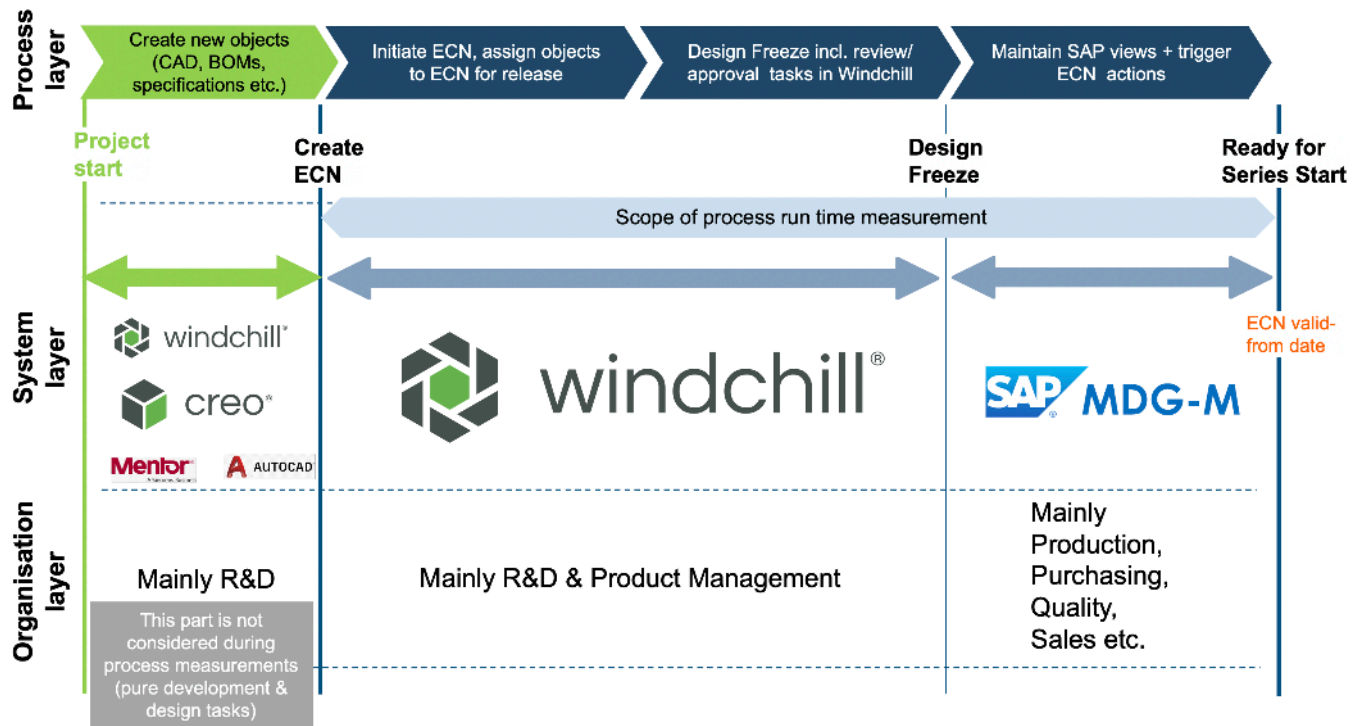 Process
layer
Create new objects
(CAD, BOMs,
specifications etc.)
Initiate ECN, assign objects
to ECN for release
Design Freeze incl. review/
approval tasks in Windchill
Maintain SAP views + trigger
ECN actions
Project
start
Create
ECN
Design
Freeze
Ready for
Series Start
Scope of process run time measurement
System
layer
windchill®
creo®
Mentor
AUTOCAD
windchill®
SAP® MDG-M
ECN valid-
from date
Organisation
layer
Mainly R&D
This part is not
considered during
process measurements
(pure development &
design tasks)
Mainly R&D & Product Management
Mainly
Production,
Purchasing,
Quality,
Sales etc.